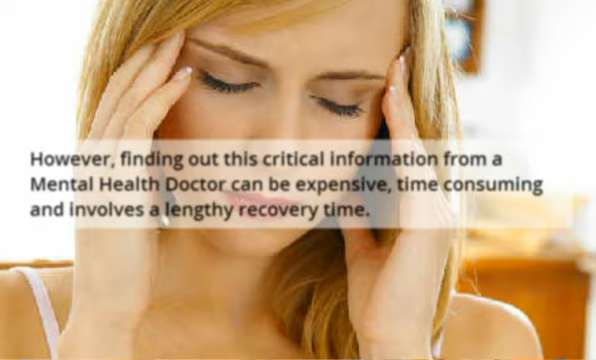 However, finding out this critical information from a
Mental Health Doctor can be expensive, time consuming
and involves a lengthy recovery time.